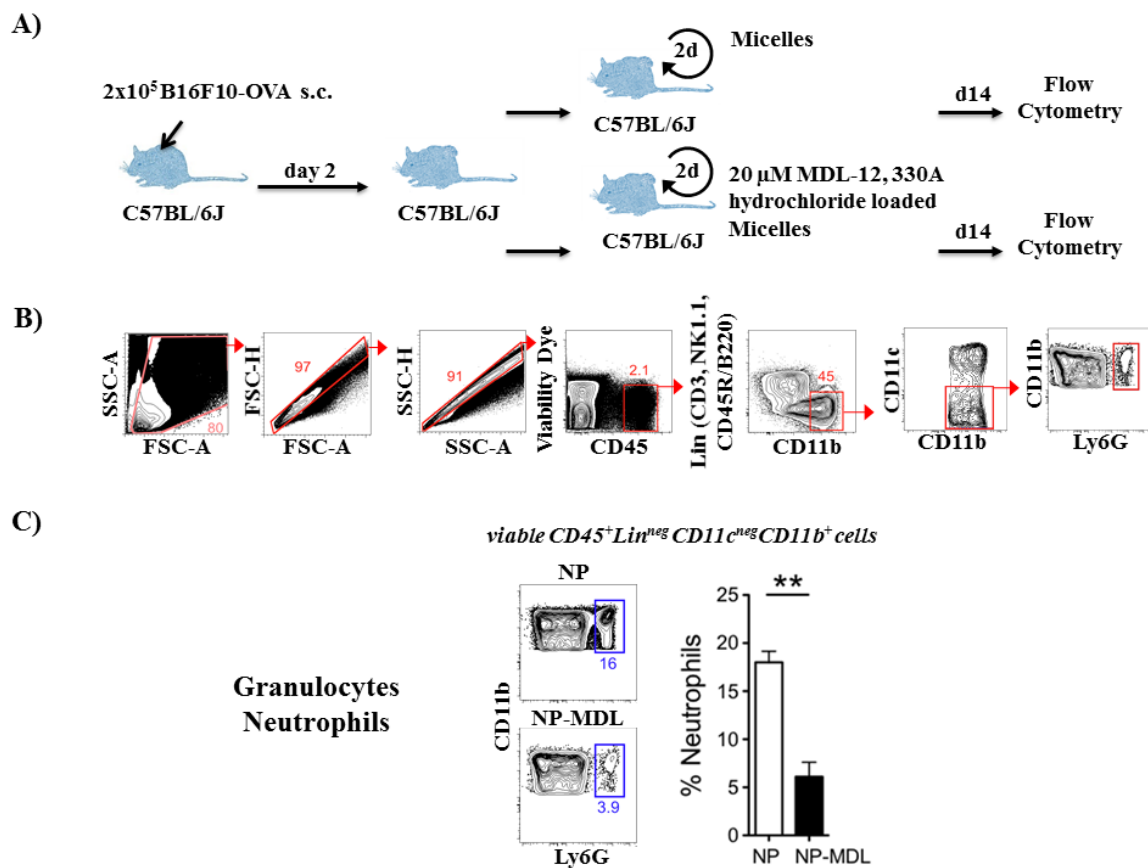 A)
2x10⁵ B16F10-OVA s.c.
C57BL/6J
day 2
C57BL/6J
2d
Micelles
C57BL/6J
d14
Flow
Cytometry
2d
20 µM MDL-12, 330A
hydrochloride loaded
Micelles
C57BL/6J
d14
Flow
Cytometry
B)
SSC-A
80
FSC-A
FSC-H
97
FSC-A
SSC-H
91
SSC-A
Viability Dye
2.1
CD45
Lin (CD3, NK1.1,
CD45R/B220)
45
CD11b
CD11c
CD11b
CD11b
Ly6G
C)
viable CD45⁺Linⁿᵉᵍ CD11cⁿᵉᵍCD11b⁺ cells
Granulocytes
Neutrophils
NP
16
CD11b
NP-MDL
3.9
Ly6G
**
% Neutrophils
25
20
15
10
5
0
NP
NP-MDL